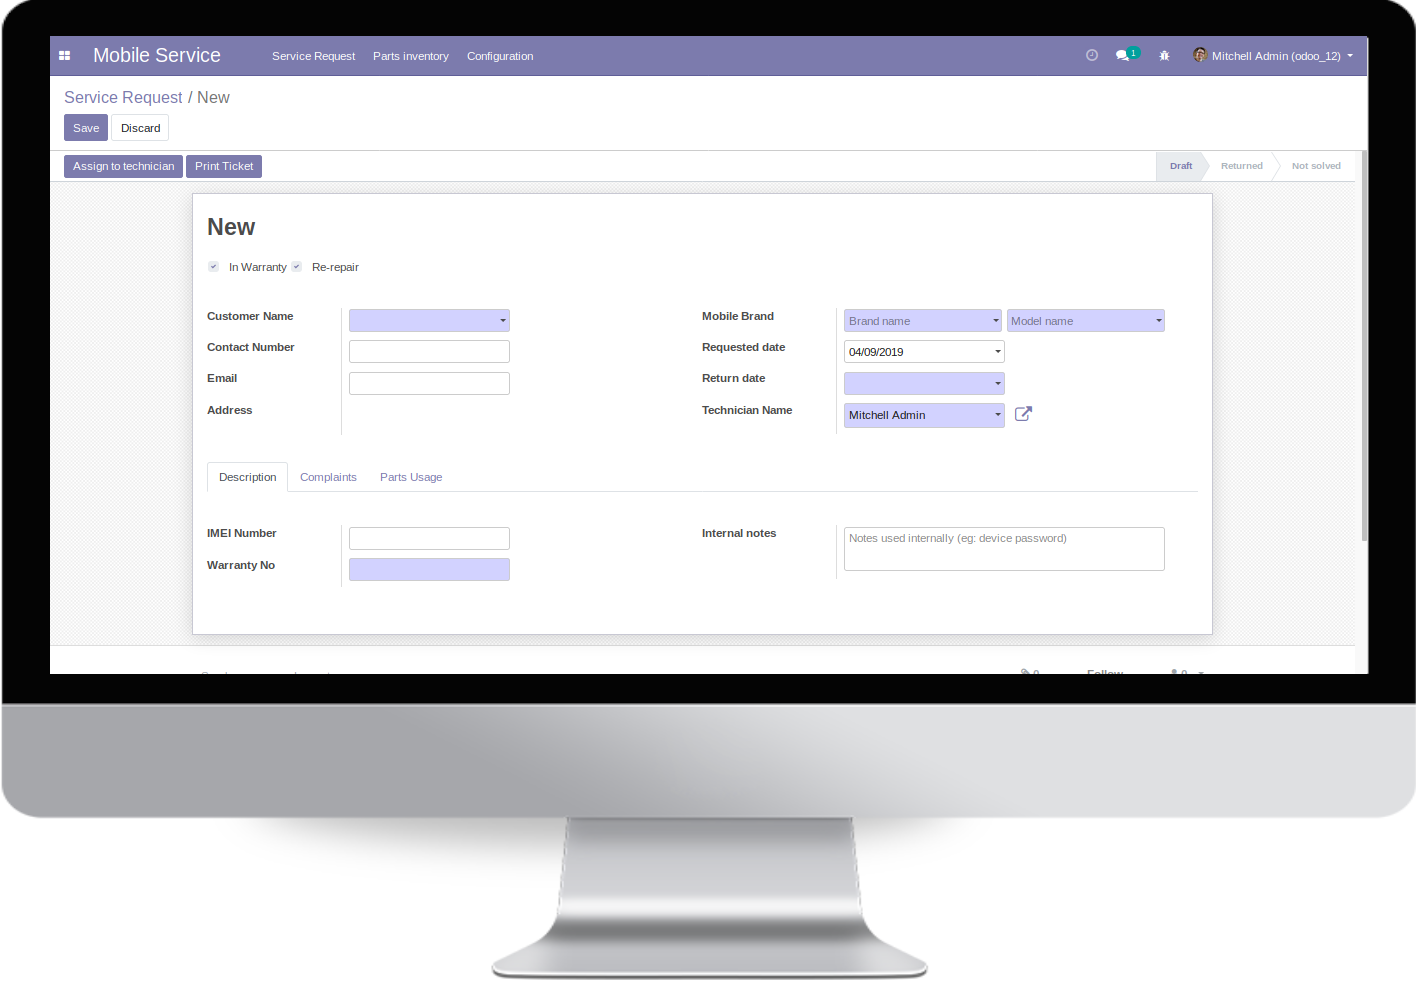 Mobile Service Service Request Parts inventory Configuration 1 Mitchell Admin (odoo_12)
Service Request / New
Save Discard
Assign to technician Print Ticket Draft Returned Not solved
New
In Warranty Re-repair
Customer Name Mobile Brand Brand name Model name
Contact Number Requested date 04/09/2019
Email Return date
Address Technician Name Mitchell Admin
Description Complaints Parts Usage
IMEI Number Internal notes Notes used internally (eg: device password)
Warranty No
Follow